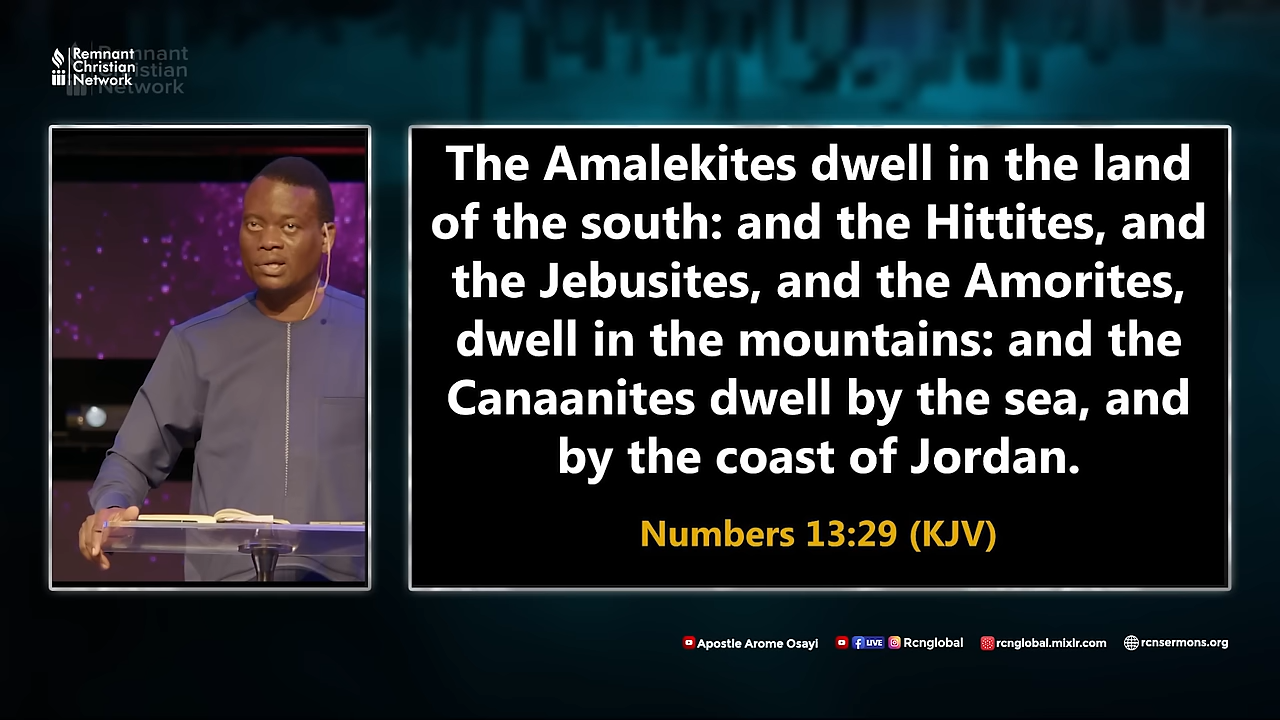 Remnant
Christian
Network
The Amalekites dwell in the land
of the south: and the Hittites, and
the Jebusites, and the Amorites,
dwell in the mountains: and the
Canaanites dwell by the sea, and
by the coast of Jordan.
Numbers 13:29 (KJV)
Apostle Arome Osayi
LIVE
Rcnglobal
rcnglobal.mixlr.com
rcnsermons.org